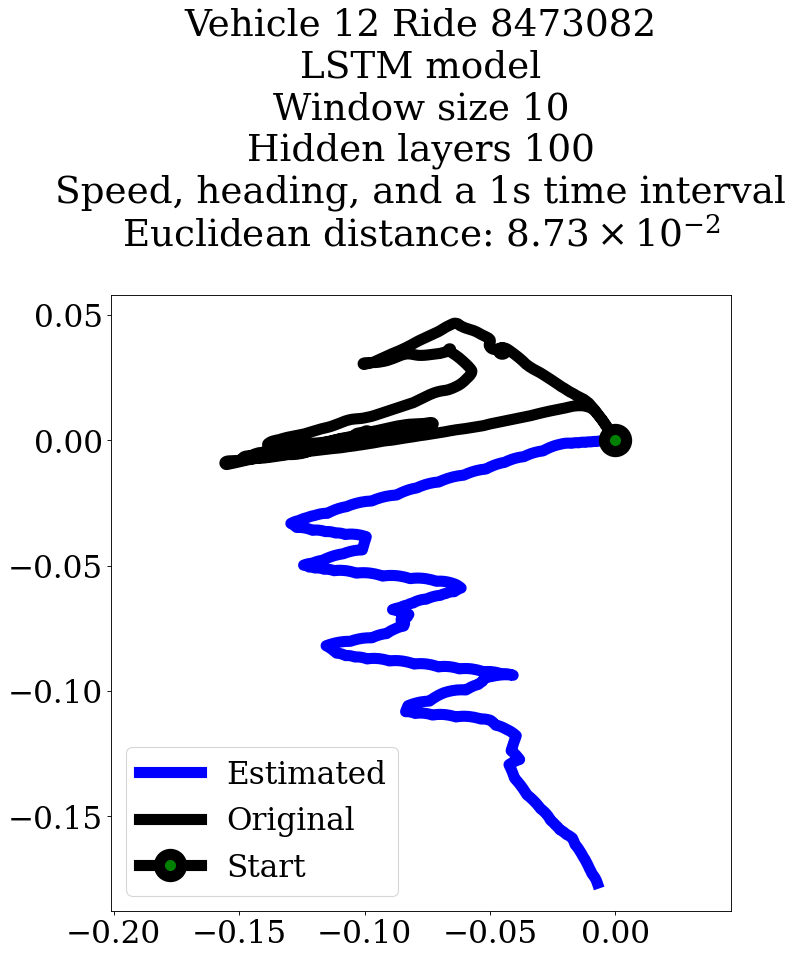 Vehicle 12 Ride 8473082
LSTM model
Window size 10
Hidden layers 100
Speed, heading, and a 1s time interval
Euclidean distance: 8.73 × 10⁻²
0.05
0.00
−0.05
−0.10
−0.15
Estimated
Original
Start
−0.20 −0.15 −0.10 −0.05 0.00